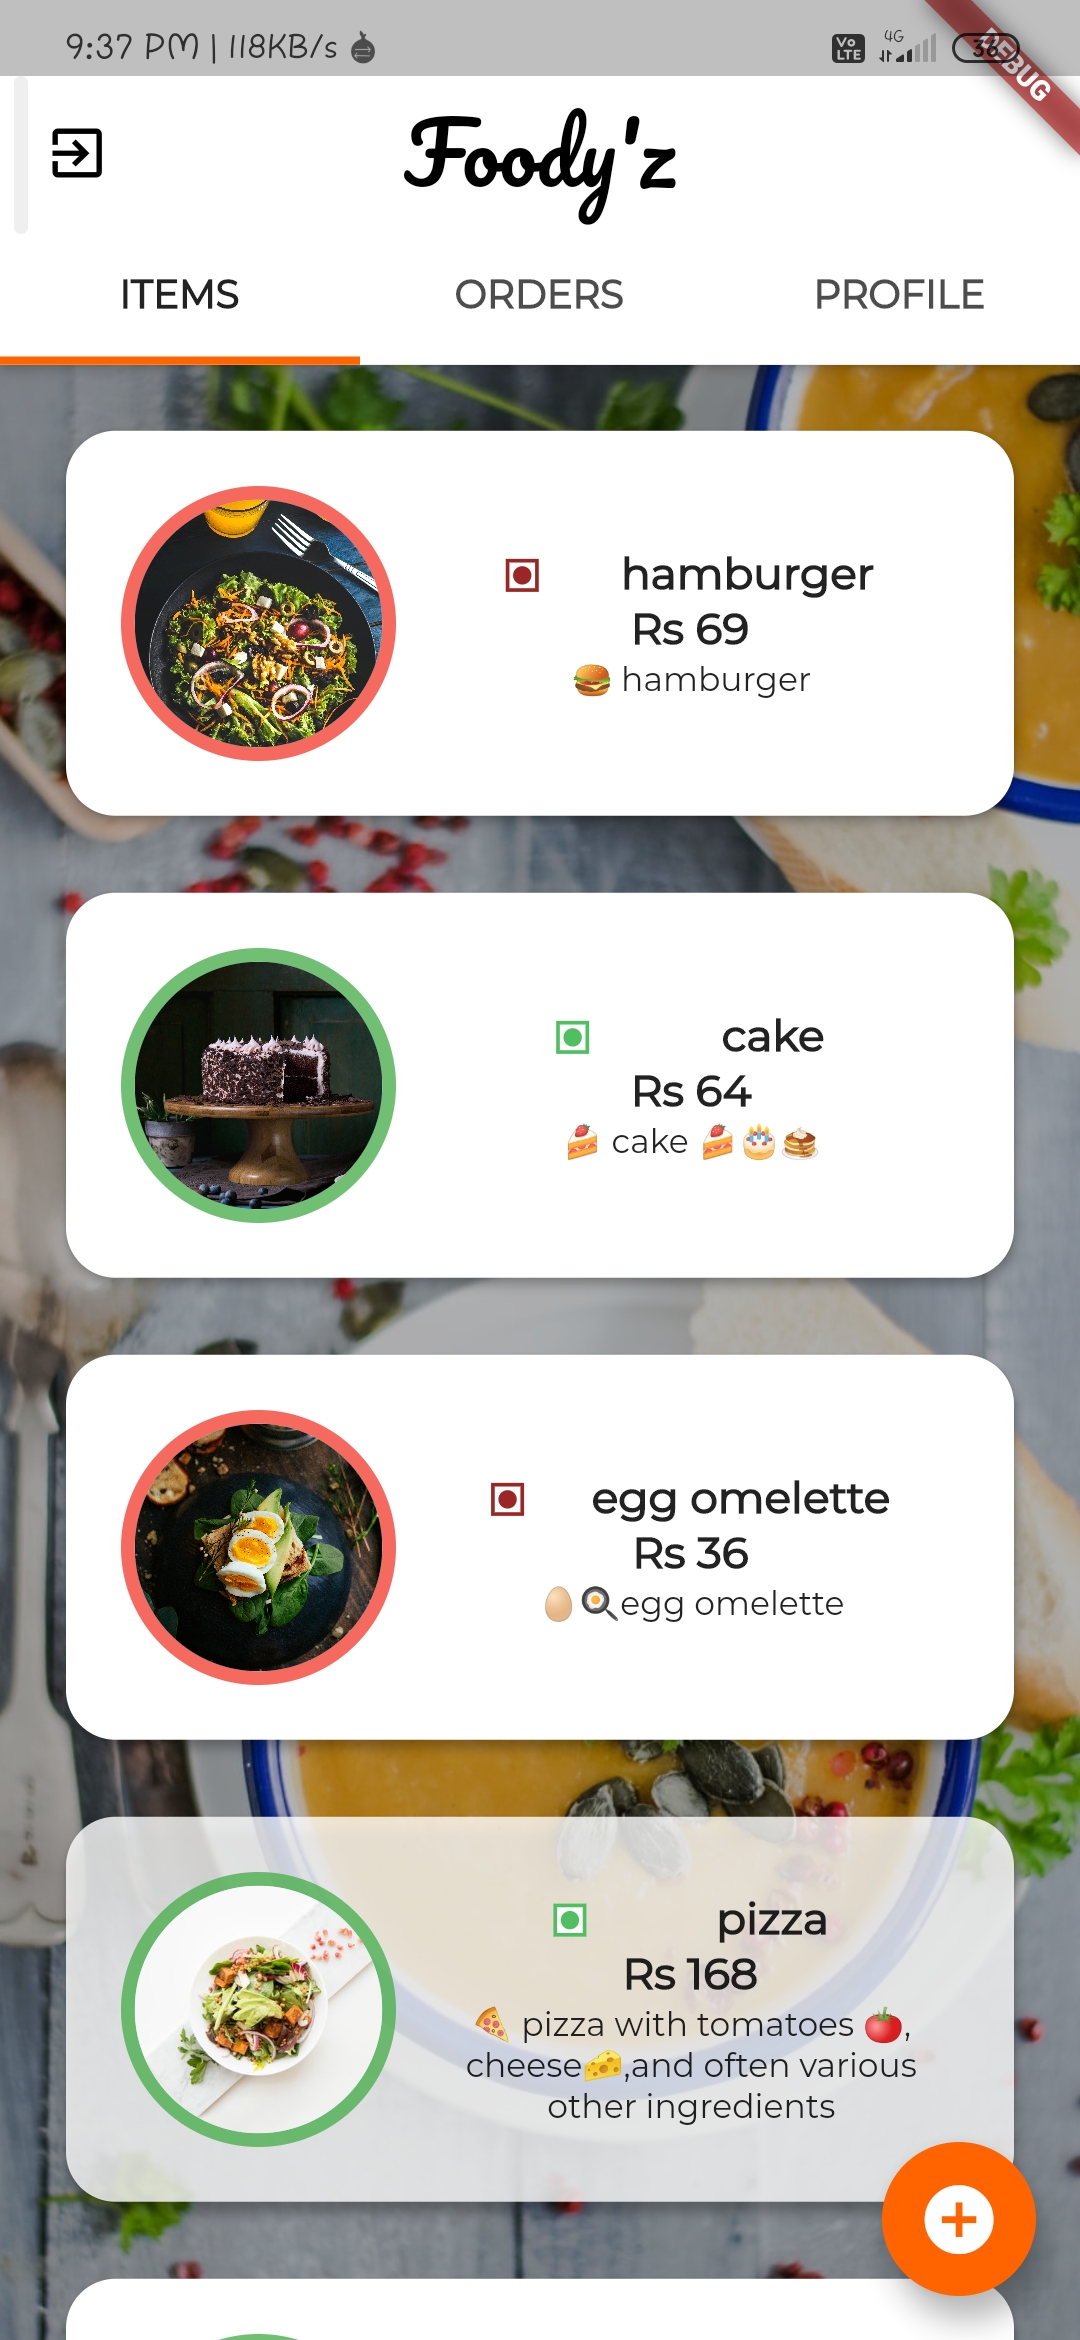 9:37 PM | 118KB/s
Vo LTE 4G 36
DEBUG
Foody'z
ITEMS ORDERS PROFILE
hamburger
Rs 69
🍔 hamburger
cake
Rs 64
🍰 cake 🍰🎂🥞
egg omelette
Rs 36
🥚🍳egg omelette
pizza
Rs 168
🍕 pizza with tomatoes 🍅,
cheese🧀,and often various
other ingredients